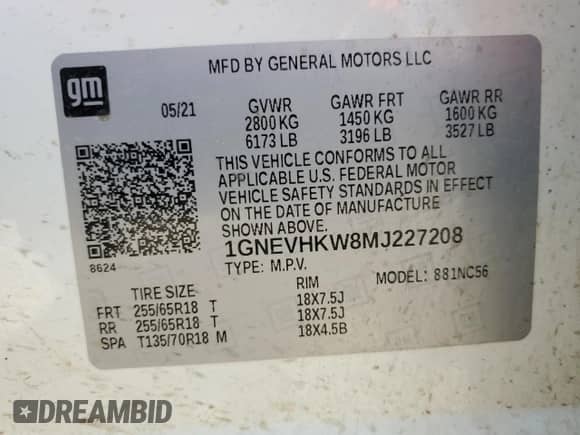 gm
MFD BY GENERAL MOTORS LLC
05/21 GVWR GAWR FRT GAWR RR
2800 KG 1450 KG 1600 KG
6173 LB 3196 LB 3527 LB
THIS VEHICLE CONFORMS TO ALL
APPLICABLE U.S. FEDERAL MOTOR
VEHICLE SAFETY STANDARDS IN EFFECT
ON THE DATE OF MANUFACTURE
SHOWN ABOVE.
8624
1GNEVHKW8MJ227208
TYPE: M.P.V. MODEL: 881NC56
TIRE SIZE RIM
FRT 255/65R18 T 18X7.5J
RR 255/65R18 T 18X7.5J
SPA T135/70R18 M 18X4.5B
DREAMBID